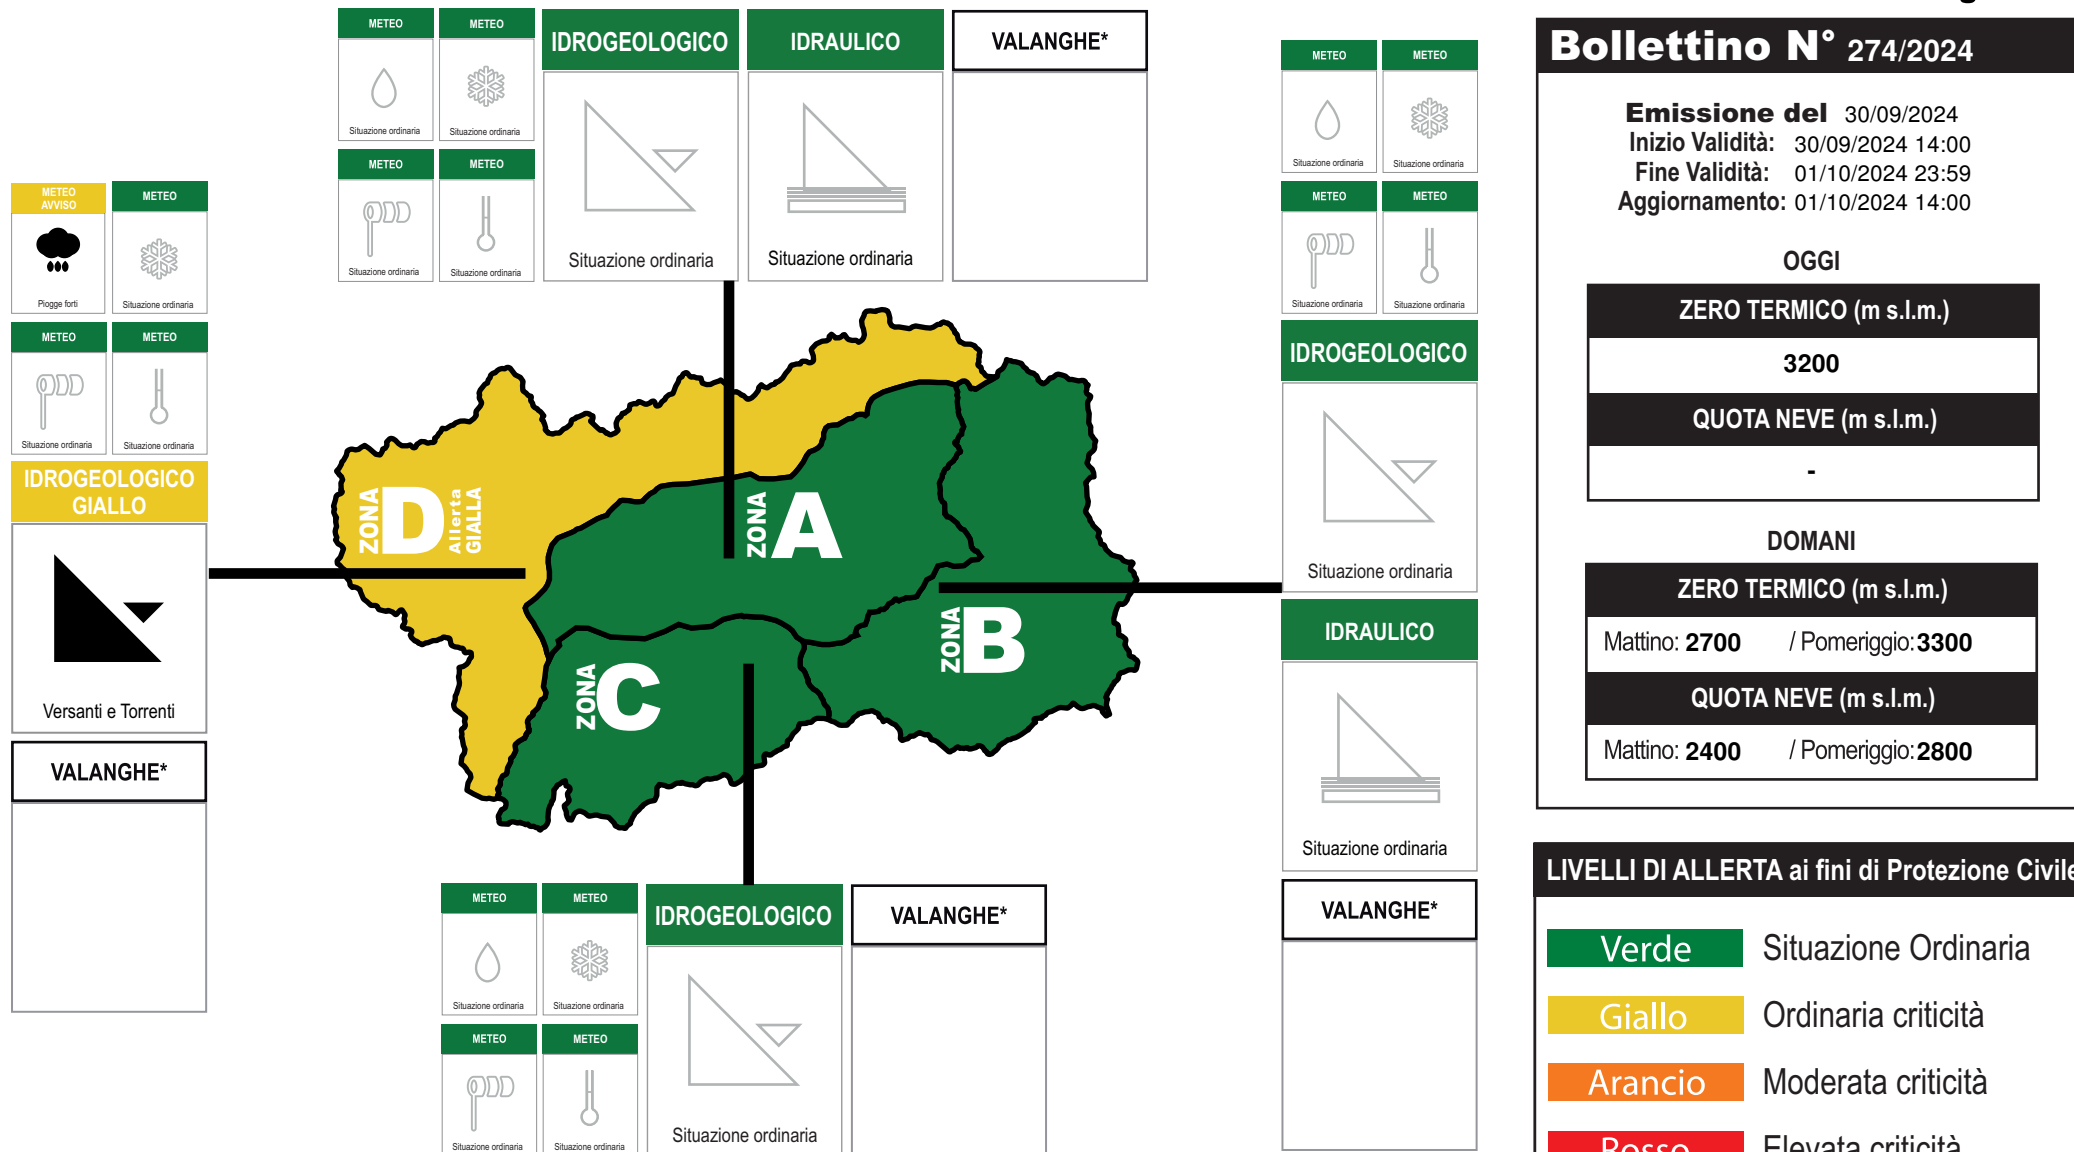 METEO
METEO
Situazione ordinaria
Situazione ordinaria
METEO
METEO
Situazione ordinaria
Situazione ordinaria
IDROGEOLOGICO
Situazione ordinaria
IDRAULICO
Situazione ordinaria
VALANGHE*
METEO
AVVISO
METEO
Piogge forti
Situazione ordinaria
METEO
METEO
Situazione ordinaria
Situazione ordinaria
IDROGEOLOGICO
GIALLO
Versanti e Torrenti
VALANGHE*
ZONA
D
Allerta
GIALLA
ZONA
A
ZONA
B
ZONA
C
METEO
METEO
Situazione ordinaria
Situazione ordinaria
METEO
METEO
Situazione ordinaria
Situazione ordinaria
IDROGEOLOGICO
Situazione ordinaria
VALANGHE*
METEO
METEO
Situazione ordinaria
Situazione ordinaria
METEO
METEO
Situazione ordinaria
Situazione ordinaria
IDROGEOLOGICO
Situazione ordinaria
IDRAULICO
Situazione ordinaria
VALANGHE*
Bollettino N° 274/2024
Emissione del 30/09/2024
Inizio Validità: 30/09/2024 14:00
Fine Validità: 01/10/2024 23:59
Aggiornamento: 01/10/2024 14:00
OGGI
ZERO TERMICO (m s.l.m.)
3200
QUOTA NEVE (m s.l.m.)
-
DOMANI
ZERO TERMICO (m s.l.m.)
Mattino: 2700 / Pomeriggio: 3300
QUOTA NEVE (m s.l.m.)
Mattino: 2400 / Pomeriggio: 2800
LIVELLI DI ALLERTA ai fini di Protezione Civile
Verde Situazione Ordinaria
Giallo Ordinaria criticità
Arancio Moderata criticità
Rosso Elevata criticità